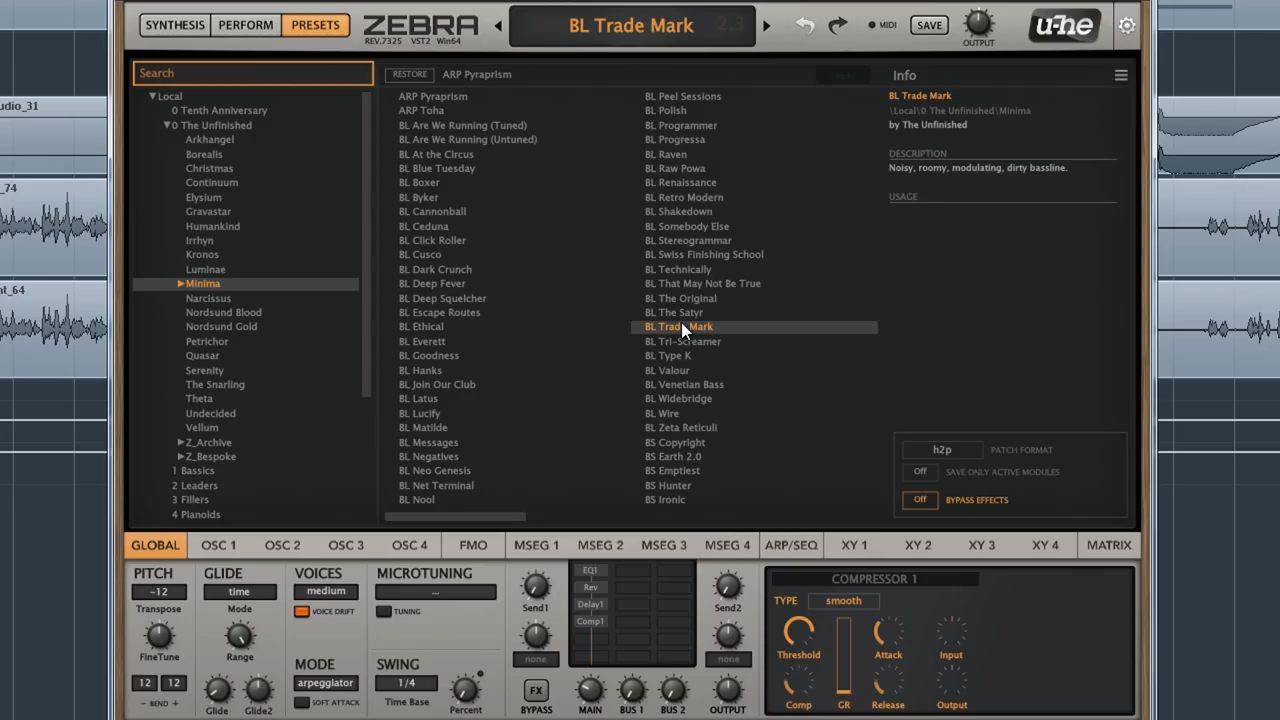 SYNTHESIS PERFORM PRESETS
ZEBRA
REV.7325 VST2 Win64
BL Trade Mark 2.3
MIDI
SAVE
OUTPUT
u-he
Search
RESTORE ARP Pyraprism
Info
Local
0 Tenth Anniversary
0 The Unfinished
Arkhangel
Borealis
Christmas
Continuum
Elysium
Gravastar
Humankind
Irrhyn
Kronos
Luminae
Minima
Narcissus
Nordsund Blood
Nordsund Gold
Petrichor
Quasar
Serenity
The Snarling
Theta
Undecided
Vellum
Z_Archive
Z_Bespoke
1 Bassics
2 Leaders
3 Fillers
4 Pianoids
ARP Pyraprism
ARP Toha
BL Are We Running (Tuned)
BL Are We Running (Untuned)
BL At the Circus
BL Blue Tuesday
BL Boxer
BL Byker
BL Cannonball
BL Ceduna
BL Click Roller
BL Cusco
BL Dark Crunch
BL Deep Fever
BL Deep Squelcher
BL Escape Routes
BL Ethical
BL Everett
BL Goodness
BL Hanks
BL Join Our Club
BL Latus
BL Lucify
BL Matilde
BL Messages
BL Negatives
BL Neo Genesis
BL Net Terminal
BL Nool
BL Peel Sessions
BL Polish
BL Programmer
BL Progressa
BL Raven
BL Raw Powa
BL Renaissance
BL Retro Modern
BL Shakedown
BL Somebody Else
BL Stereogrammar
BL Swiss Finishing School
BL Technically
BL That May Not Be True
BL The Original
BL The Satyr
BL Trade Mark
BL Tri-Screamer
BL Type K
BL Valour
BL Venetian Bass
BL Widebridge
BL Wire
BL Zeta Reticuli
BS Copyright
BS Earth 2.0
BS Emptiest
BS Hunter
BS Ironic
BL Trade Mark
\Local\0 The Unfinished\Minima
by The Unfinished
DESCRIPTION
Noisy, roomy, modulating, dirty bassline.
USAGE
h2p PATCH FORMAT
Off SAVE ONLY ACTIVE MODULES
Off BYPASS EFFECTS
udio_31
_74
nt_64
GLOBAL OSC 1 OSC 2 OSC 3 OSC 4 FMO MSEG 1 MSEG 2 MSEG 3 MSEG 4 ARP/SEQ XY 1 XY 2 XY 3 XY 4 MATRIX
PITCH
-12
Transpose
FineTune
12 12
- BEND +
GLIDE
time
Mode
Range
Glide Glide2
VOICES
medium
VOICE DRIFT
MODE
arpeggiator
SOFT ATTACK
MICROTUNING
...
TUNING
SWING
1/4
Time Base
Percent
Send1
none
FX
BYPASS
EQ1
Rev
Delay1
Comp1
MAIN BUS 1 BUS 2
Send2
none
OUTPUT
COMPRESSOR 1
TYPE smooth
Threshold Attack Input
Comp GR Release Output